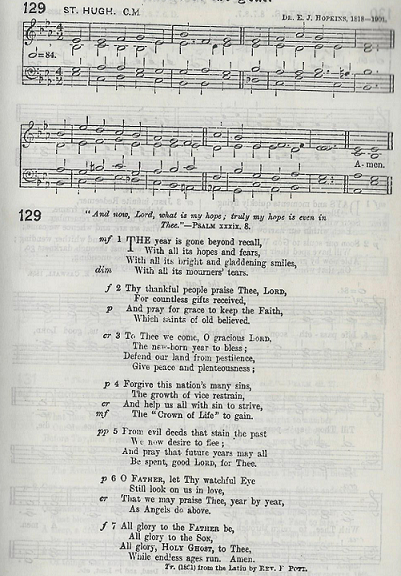 129 ST. HUGH. C.M. DR. E. J. HOPKINS, 1818—1901.
=84.
A-men.
129
"And now, Lord, what is my hope; truly my hope is even in
Thee."—PSALM xxxix. 8.
mf 1 THE year is gone beyond recall,
With all its hopes and fears,
With all its bright and gladdening smiles,
dim With all its mourners' tears.
f 2 Thy thankful people praise Thee, LORD,
For countless gifts received,
p And pray for grace to keep the Faith,
Which saints of old believed.
cr 3 To Thee we come, O gracious LORD,
The new-born year to bless;
Defend our land from pestilence,
Give peace and plenteousness;
p 4 Forgive this nation's many sins,
The growth of vice restrain,
cr And help us all with sin to strive,
mf The "Crown of Life" to gain.
pp 5 From evil deeds that stain the past
We now desire to flee;
And pray that future years may all
Be spent, good LORD, for Thee.
p 6 O FATHER, let Thy watchful Eye
Still look on us in love,
cr That we may praise Thee, year by year,
As Angels do above.
f 7 All glory to the FATHER be,
All glory to the SON,
All glory, HOLY GHOST, to Thee,
While endless ages run. Amen.
Tr. from the Latin by REV. F. POTT.